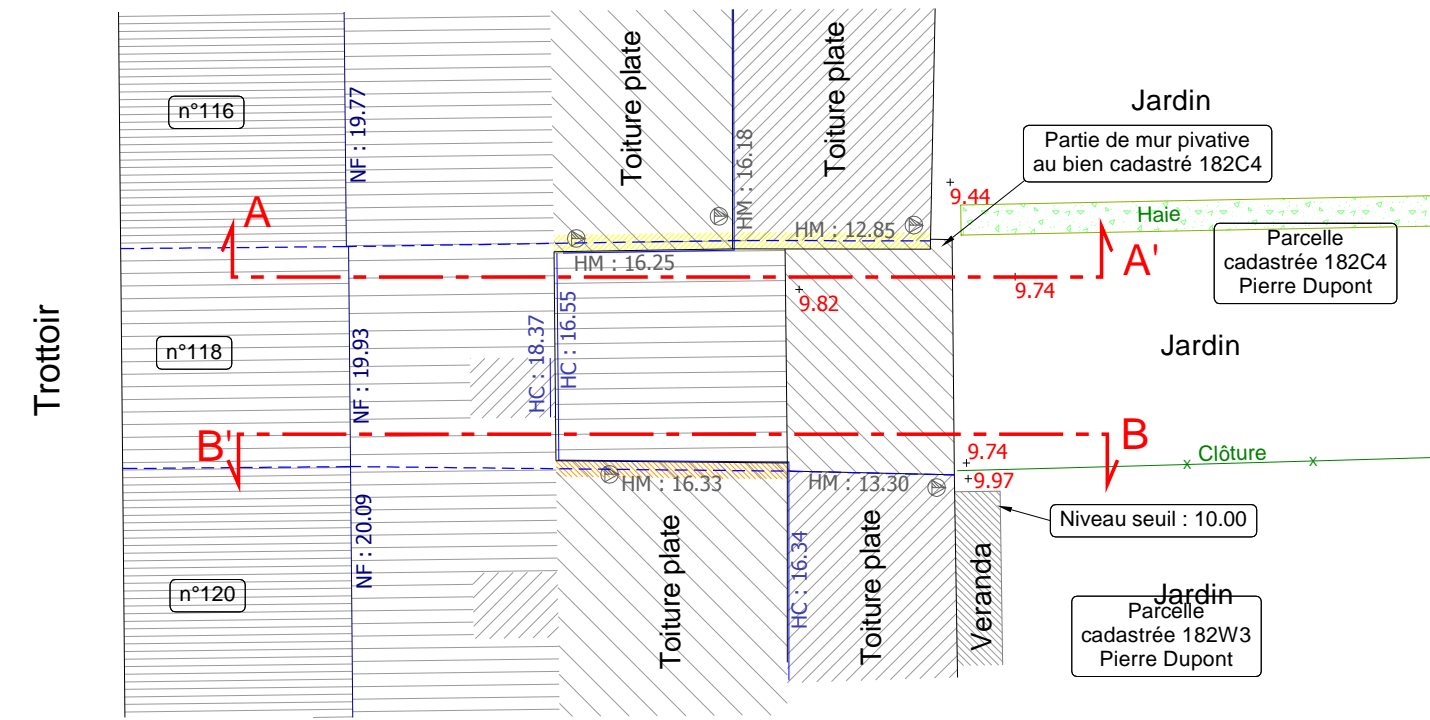 Trottoir
n°116
NF : 19.77
Toiture plate
Toiture plate
HM : 16.18
Jardin
Partie de mur pivative
au bien cadastré 182C4
9.44
Haie
A
HM : 12.85
HM : 16.25
A'
Parcelle
cadastrée 182C4
Pierre Dupont
9.82
9.74
n°118
NF : 19.93
HC : 18.37
HC : 16.55
Jardin
B'
B
9.74
Clôture
x
x
9.97
HM : 16.33
HM : 13.30
Niveau seuil : 10.00
n°120
NF : 20.09
Toiture plate
HC : 16.34
Toiture plate
Veranda
Jardin
Parcelle
cadastrée 182W3
Pierre Dupont